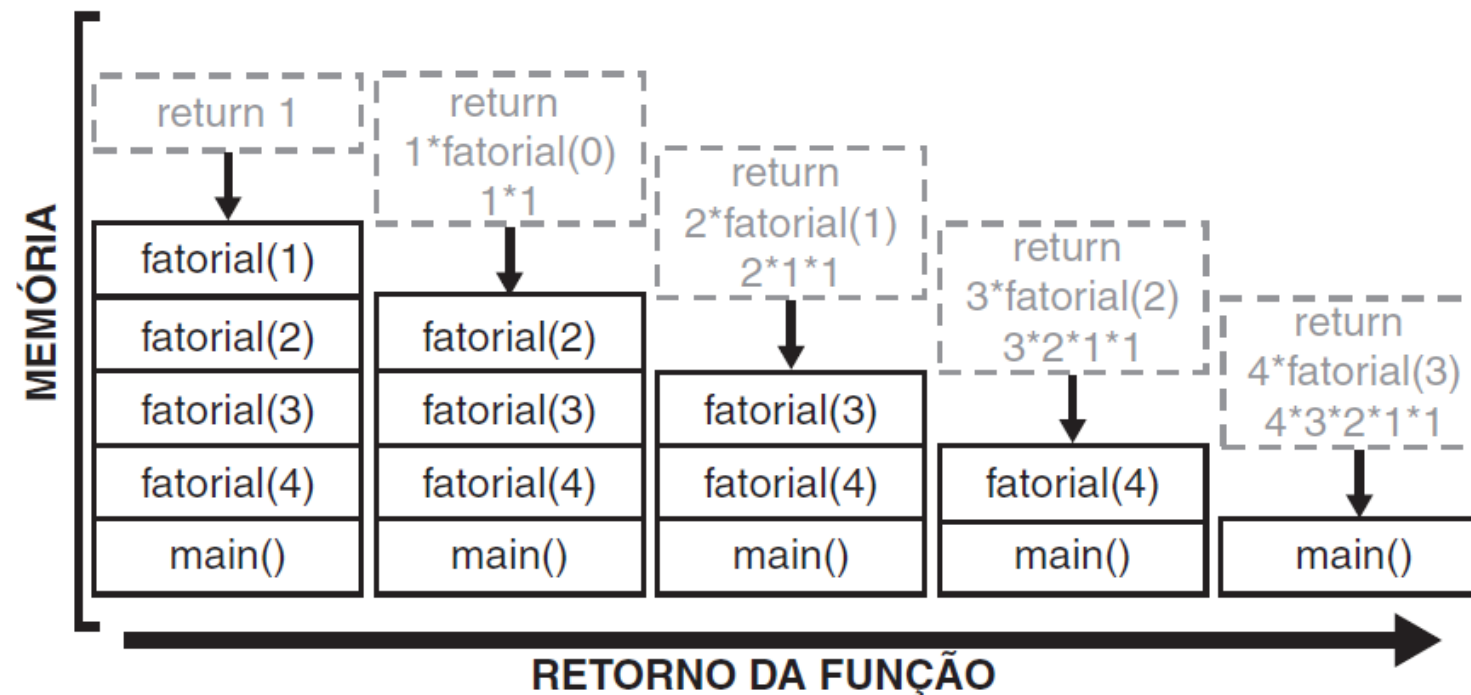 MEMÓRIA
return 1
fatorial(1)
fatorial(2)
fatorial(3)
fatorial(4)
main()
return
1*fatorial(0)
1*1
fatorial(2)
fatorial(3)
fatorial(4)
main()
return
2*fatorial(1)
2*1*1
fatorial(3)
fatorial(4)
main()
return
3*fatorial(2)
3*2*1*1
fatorial(4)
main()
return
4*fatorial(3)
4*3*2*1*1
main()
RETORNO DA FUNÇÃO